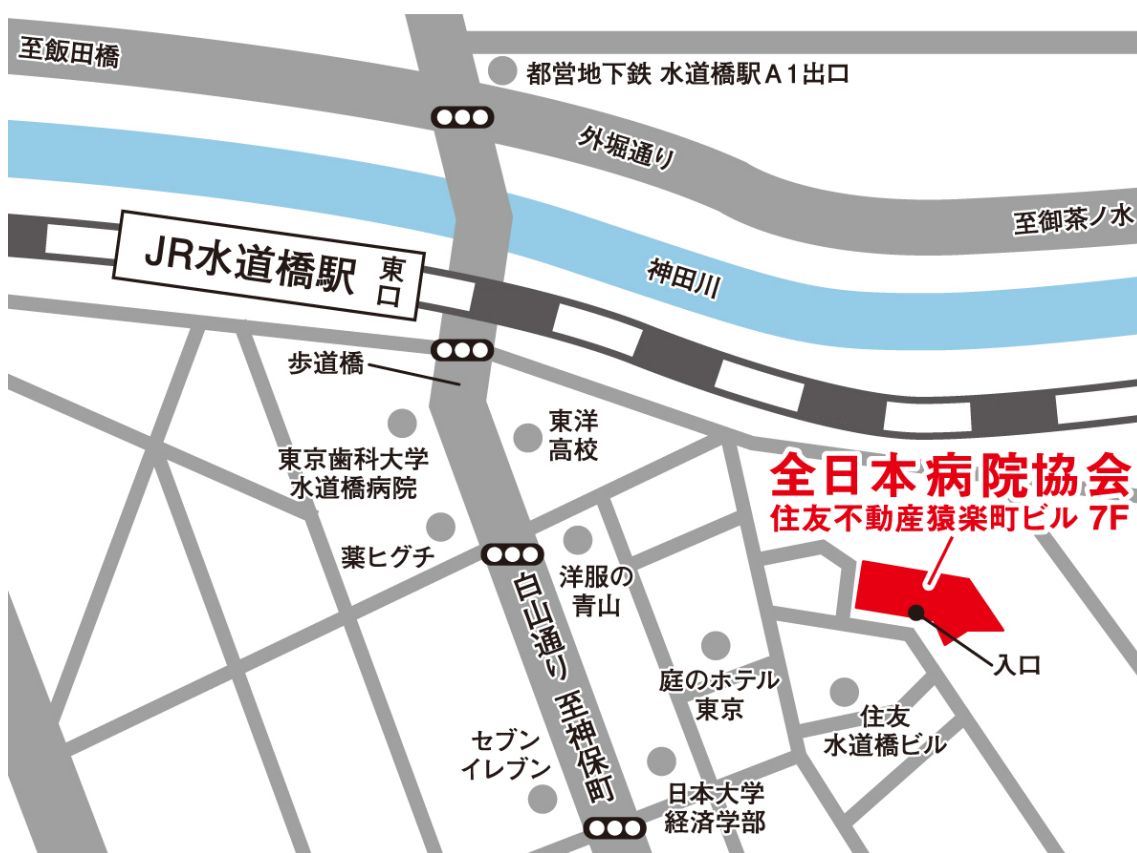 至飯田橋
都営地下鉄 水道橋駅A1出口
外堀通り
至御茶ノ水
神田川
JR水道橋駅
東口
歩道橋
東洋
高校
東京歯科大学
水道橋病院
全日本病院協会
住友不動産猿楽町ビル 7F
薬ヒグチ
洋服の
青山
白山通り 至神保町
入口
庭のホテル
東京
住友
水道橋ビル
セブン
イレブン
日本大学
経済学部